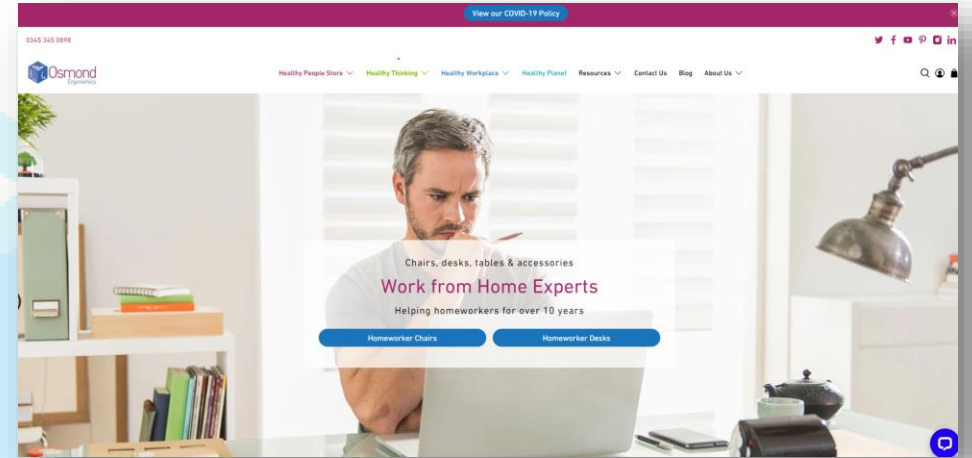 View our COVID-19 Policy
0345 345 0898
Osmond
Ergonomics
Healthy People Store Healthy Thinking Healthy Workplace Healthy Planet Resources Contact Us Blog About Us
Chairs, desks, tables & accessories
Work from Home Experts
Helping homeworkers for over 10 years
Homeworker Chairs Homeworker Desks